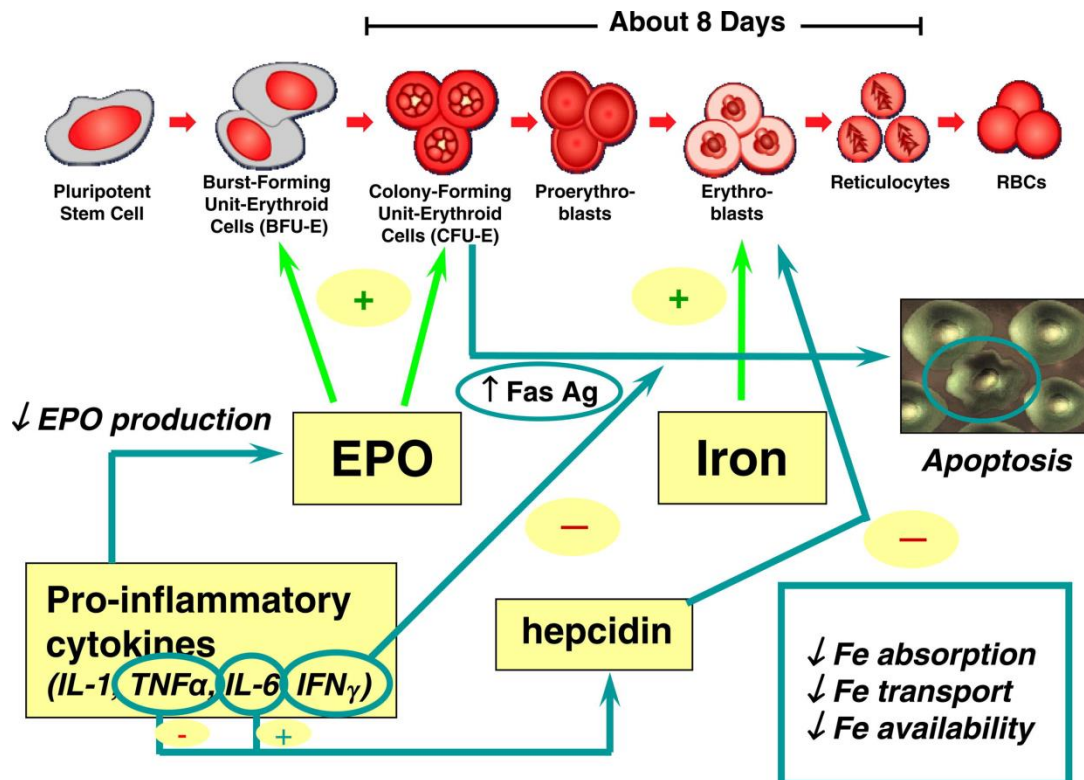 About 8 Days
Pluripotent
Stem Cell
Burst-Forming
Unit-Erythroid
Cells (BFU-E)
Colony-Forming
Unit-Erythroid
Cells (CFU-E)
Proerythro-
blasts
Erythro-
blasts
Reticulocytes
RBCs
+
+
↑ Fas Ag
↓ EPO production
EPO
Iron
Apoptosis
—
—
Pro-inflammatory
cytokines
(IL-1, TNFα, IL-6 IFNγ)
hepcidin
- +
↓ Fe absorption
↓ Fe transport
↓ Fe availability